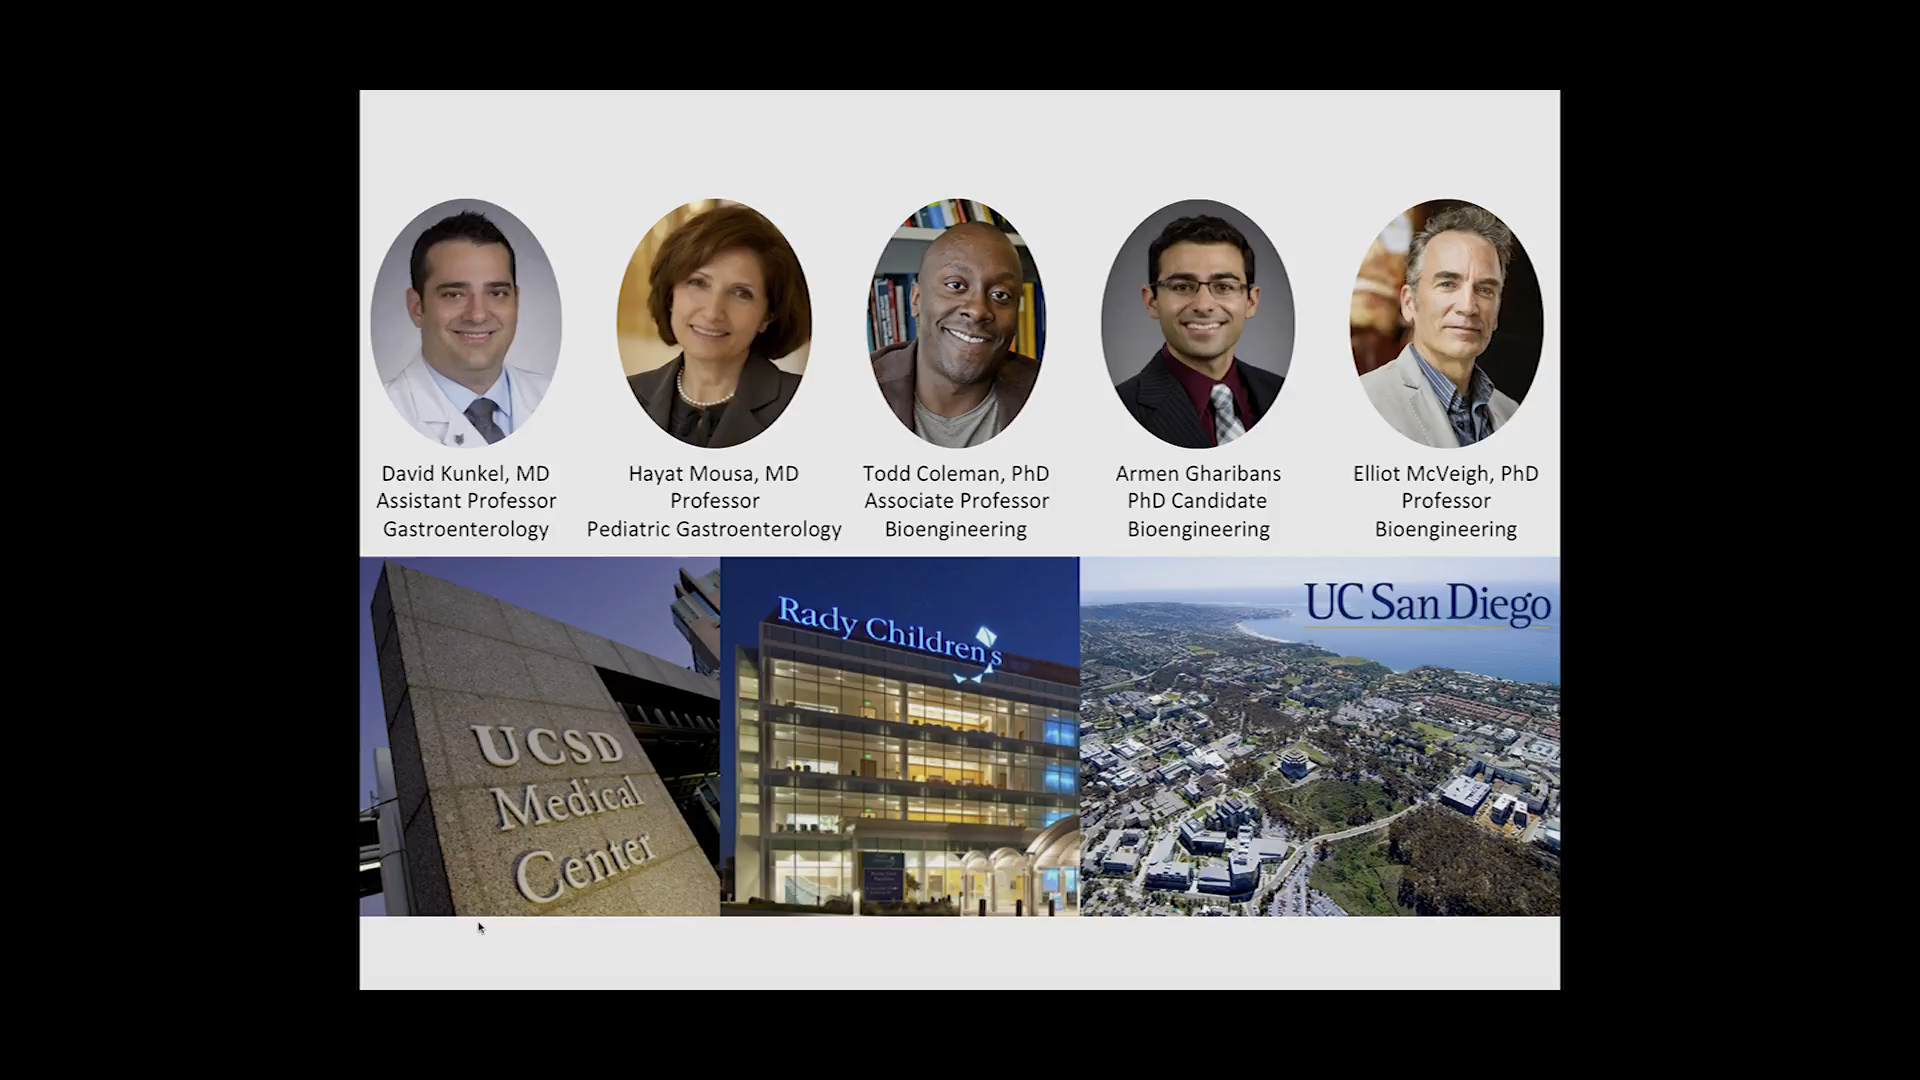 David Kunkel, MD
Assistant Professor
Gastroenterology
Hayat Mousa, MD
Professor
Pediatric Gastroenterology
Todd Coleman, PhD
Associate Professor
Bioengineering
Armen Gharibans
PhD Candidate
Bioengineering
Elliot McVeigh, PhD
Professor
Bioengineering
UCSD
Medical
Center
Rady Children's
UC San Diego